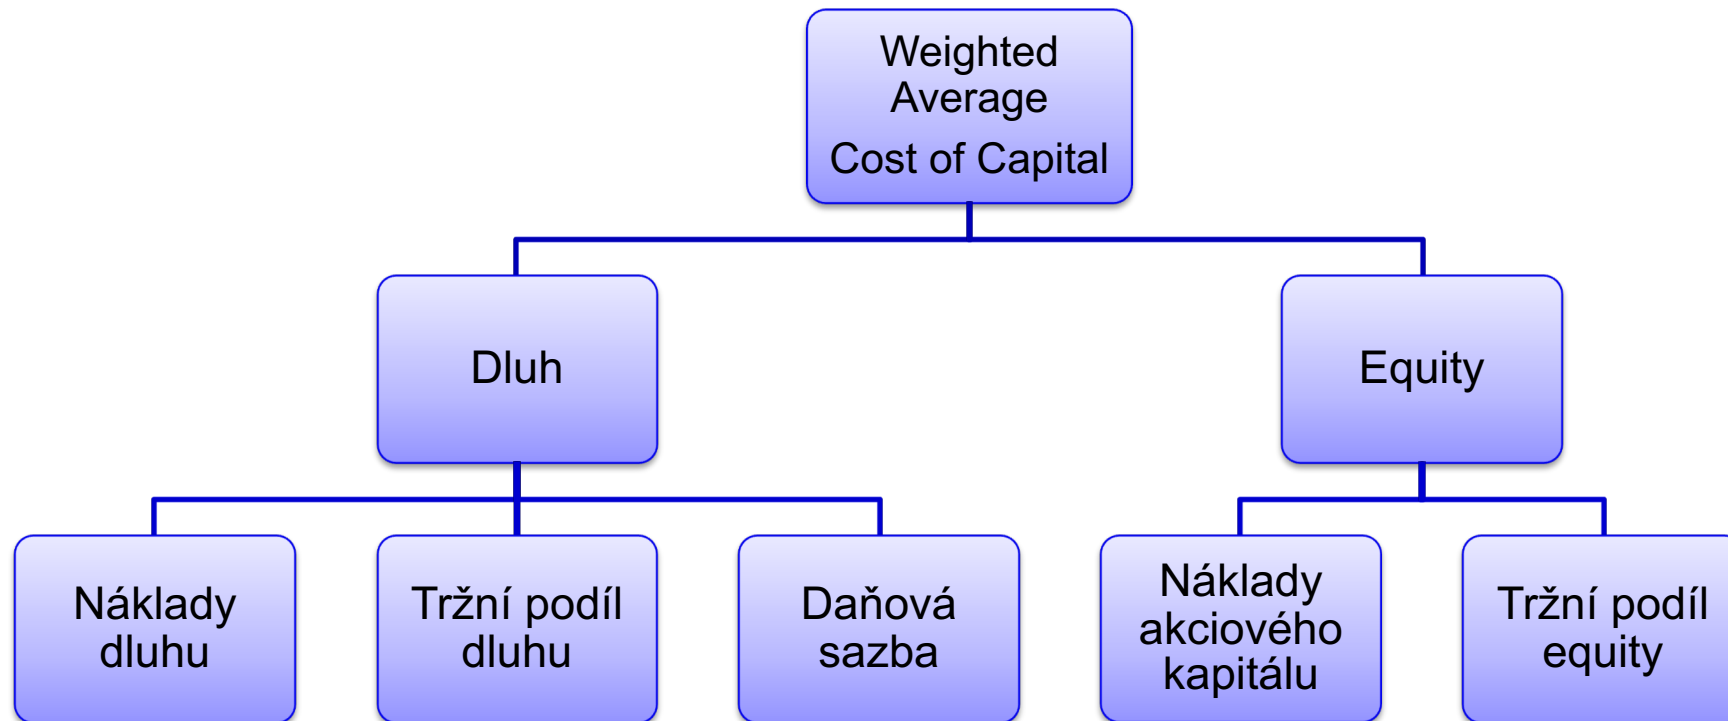 Weighted
Average
Cost of Capital
Dluh
Equity
Náklady
dluhu
Tržní podíl
dluhu
Daňová
sazba
Náklady
akciového
kapitálu
Tržní podíl
equity